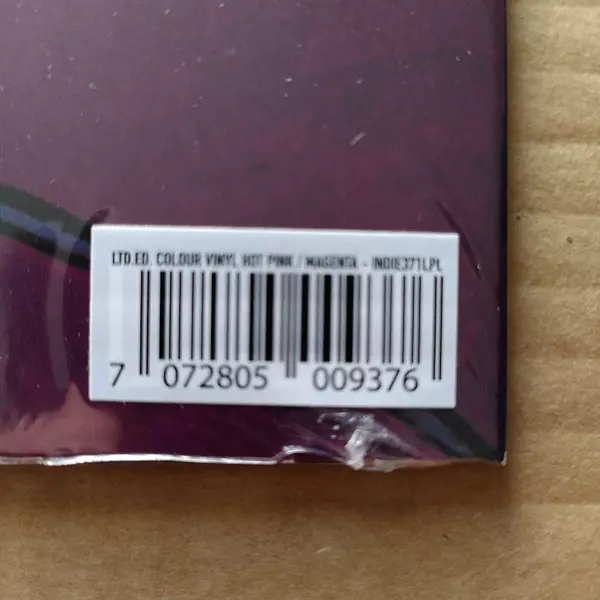 LTD.ED. COLOUR VINYL HOT PINK / MAGENTA - INDIE371LPL
7 072805 009376